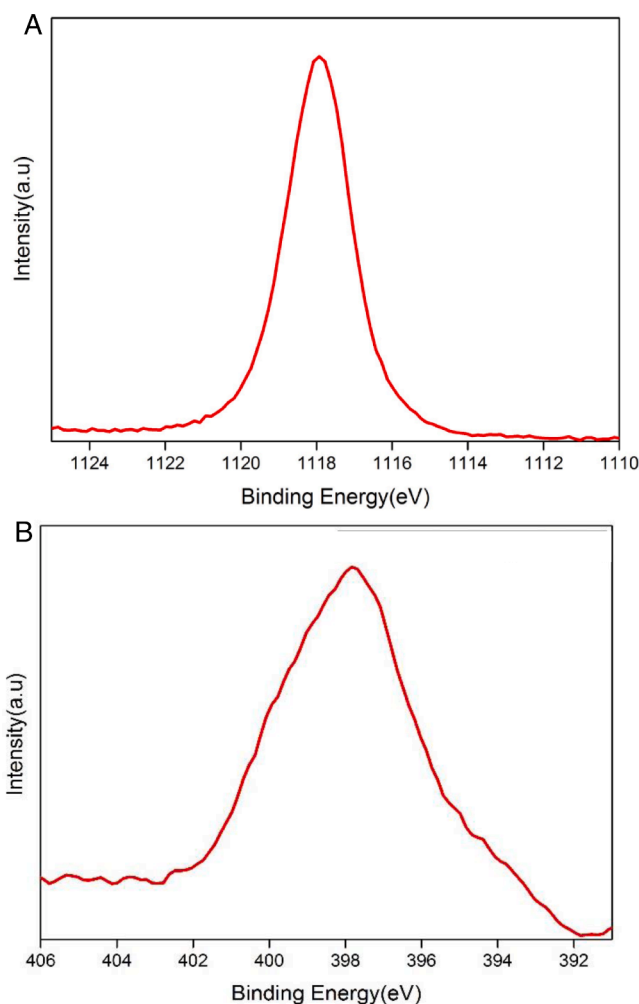 A
Intensity(a.u)
1124 1122 1120 1118 1116 1114 1112 1110
Binding Energy(eV)
B
Intensity(a.u)
406 404 402 400 398 396 394 392
Binding Energy(eV)